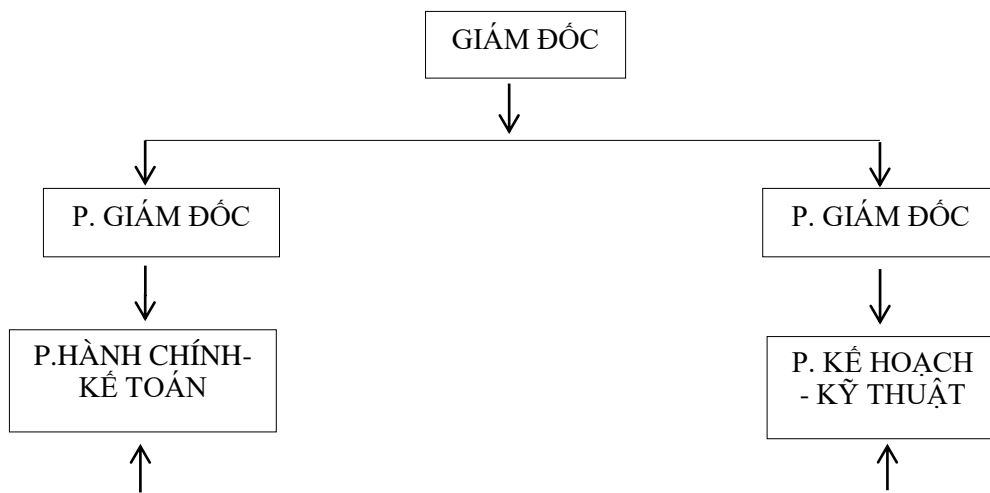 GIÁM ĐỐC
P. GIÁM ĐỐC
P. GIÁM ĐỐC
P.HÀNH CHÍNH-
KẾ TOÁN
P. KẾ HOẠCH
- KỸ THUẬT